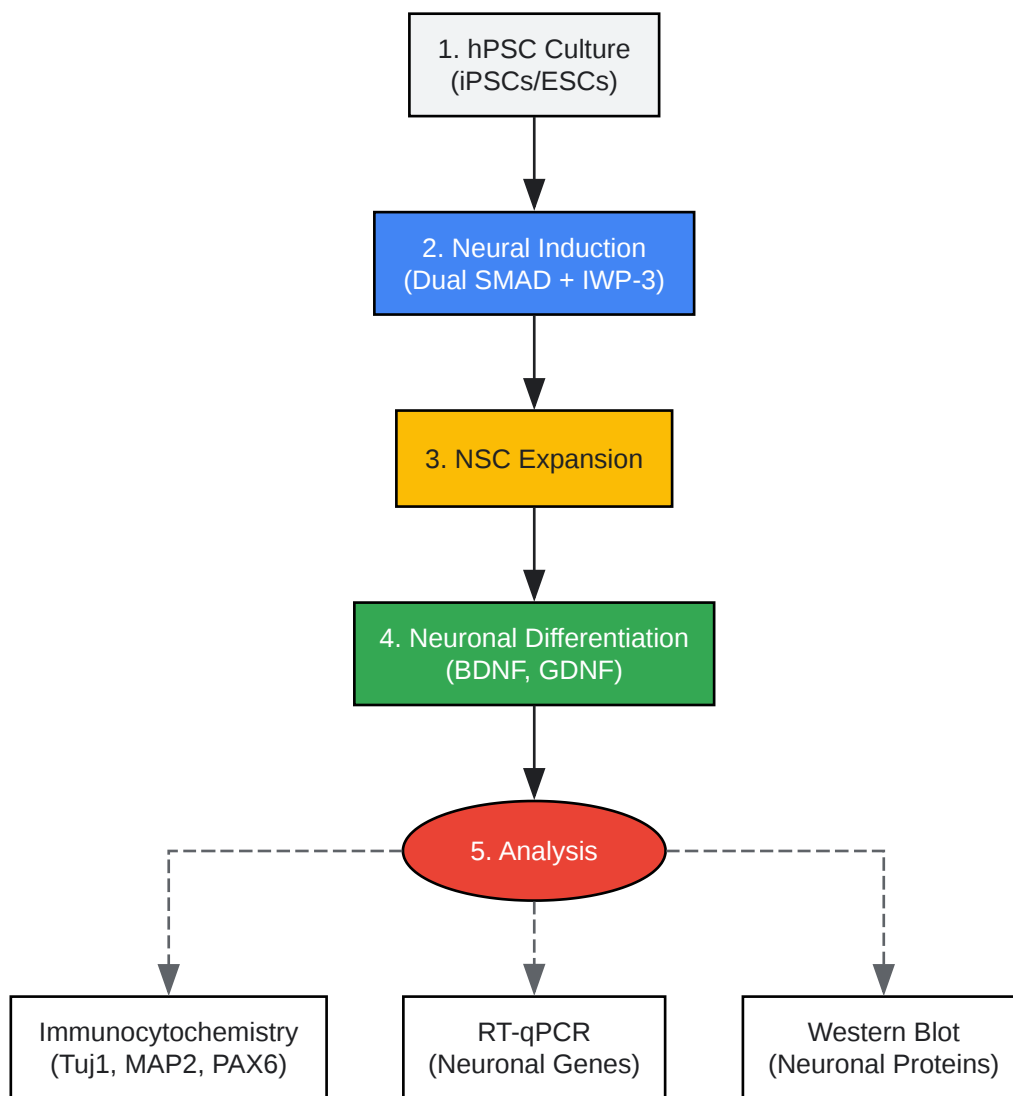 1. hPSC Culture
(iPSCs/ESCs)
2. Neural Induction
(Dual SMAD + IWP-3)
3. NSC Expansion
4. Neuronal Differentiation
(BDNF, GDNF)
5. Analysis
Immunocytochemistry
(Tuj1, MAP2, PAX6)
RT-qPCR
(Neuronal Genes)
Western Blot
(Neuronal Proteins)